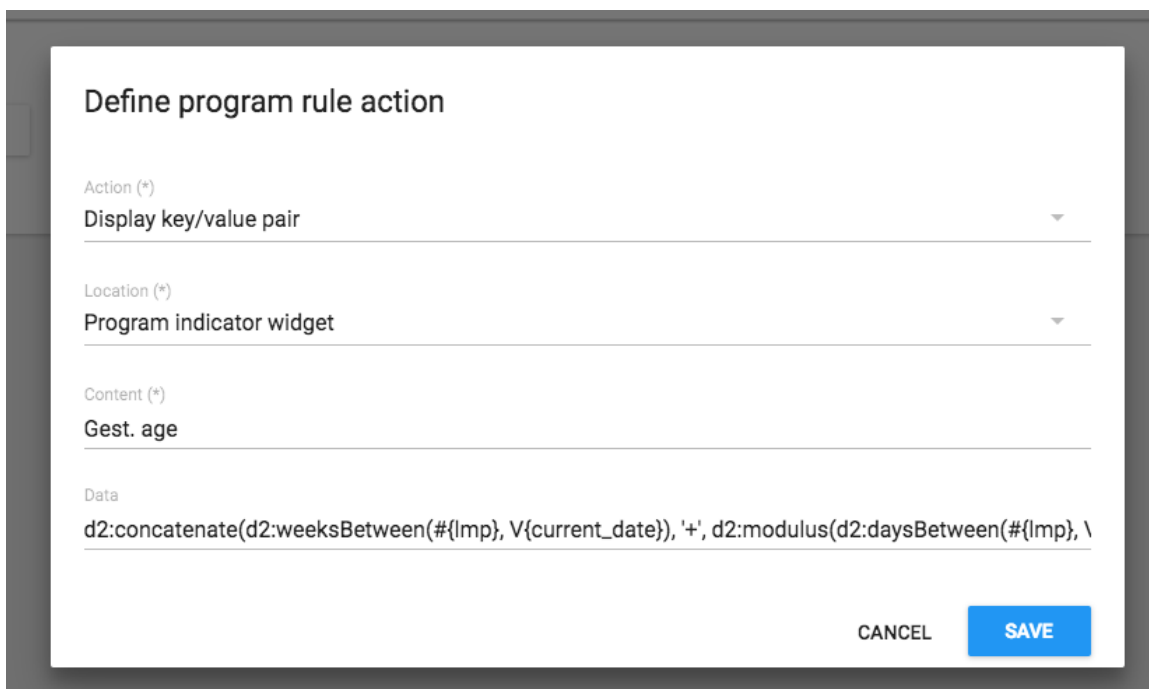 Define program rule action
Action (*)
Display key/value pair
Location (*)
Program indicator widget
Content (*)
Gest. age
Data
d2:concatenate(d2:weeksBetween(#{lmp}, V{current_date}), '+', d2:modulus(d2:daysBetween(#{lmp}, \
CANCEL SAVE